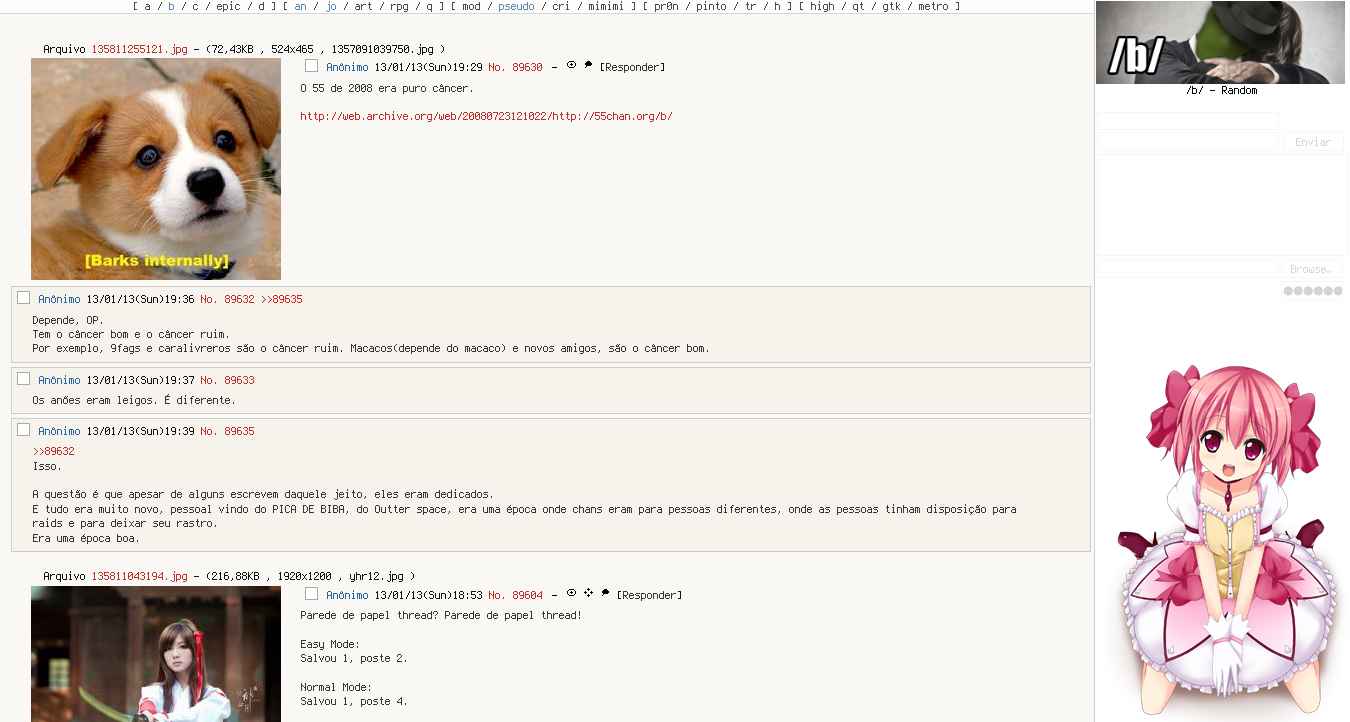 [ a / b / c / epic / d ] [ an / jo / art / rpg / q ] [ mod / pseudo / cri / mimimi ] [ pr0n / pinto / tr / h ] [ high / qt / gtk / metro ]
/b/
/b/ - Random
Enviar
Browse…
Arquivo 135811255121.jpg - (72,43KB , 524x465 , 1357091039750.jpg )
[Barks internally]
Anônimo 13/01/13(Sun)19:29 No. 89630 - [Responder]
O 55 de 2008 era puro câncer.
http://web.archive.org/web/20080723121022/http://55chan.org/b/
Anônimo 13/01/13(Sun)19:36 No. 89632 >>89635
Depende, OP.
Tem o câncer bom e o câncer ruim.
Por exemplo, 9fags e caralivreros são o câncer ruim. Macacos(depende do macaco) e novos amigos, são o câncer bom.
Anônimo 13/01/13(Sun)19:37 No. 89633
Os anões eram leigos. É diferente.
Anônimo 13/01/13(Sun)19:39 No. 89635
>>89632
Isso.
A questão é que apesar de alguns escrevem daquele jeito, eles eram dedicados.
E tudo era muito novo, pessoal vindo do PICA DE BIBA, do Outter space, era uma época onde chans eram para pessoas diferentes, onde as pessoas tinham disposição para
raids e para deixar seu rastro.
Era uma época boa.
Arquivo 135811043194.jpg - (216,88KB , 1920x1200 , yhr12.jpg )
Anônimo 13/01/13(Sun)18:53 No. 89604 - [Responder]
Parede de papel thread? Parede de papel thread!
Easy Mode:
Salvou 1, poste 2.
Normal Mode:
Salvou 1, poste 4.